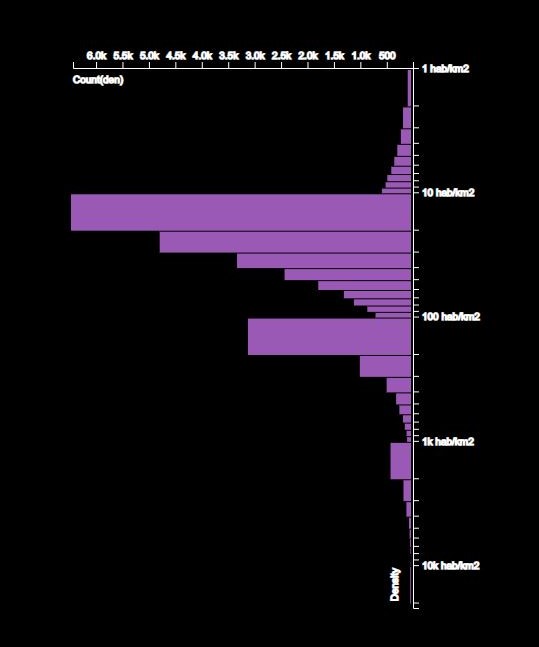 6.0k 5.5k 5.0k 4.5k 4.0k 3.5k 3.0k 2.5k 2.0k 1.5k 1.0k 500
1 hab/km2
Count(den)
10 hab/km2
100 hab/km2
1k hab/km2
10k hab/km2
Density